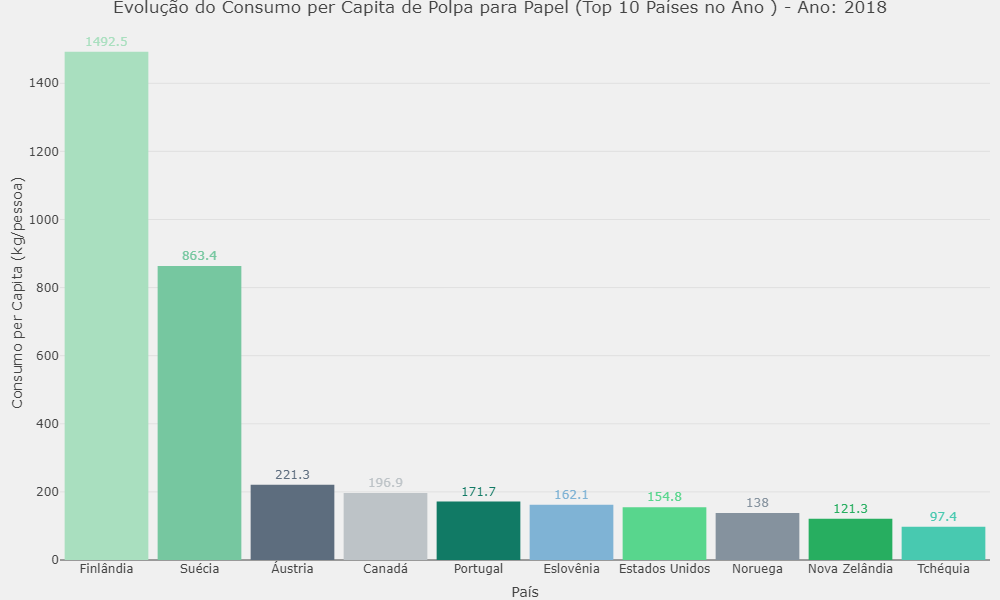 Evolução do Consumo per Capita de Polpa para Papel (Top 10 Países no Ano ) - Ano: 2018
Consumo per Capita (kg/pessoa)
1400
1200
1000
800
600
400
200
0
1492.5
863.4
221.3
196.9
171.7
162.1
154.8
138
121.3
97.4
Finlândia
Suécia
Áustria
Canadá
Portugal
Eslovênia
Estados Unidos
Noruega
Nova Zelândia
Tchéquia
País